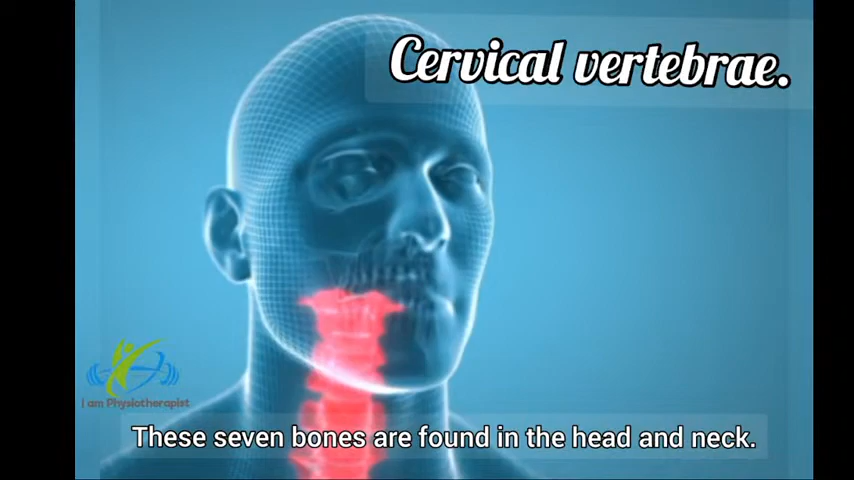 Cervical vertebrae.
I am Physiotherapist
These seven bones are found in the head and neck.